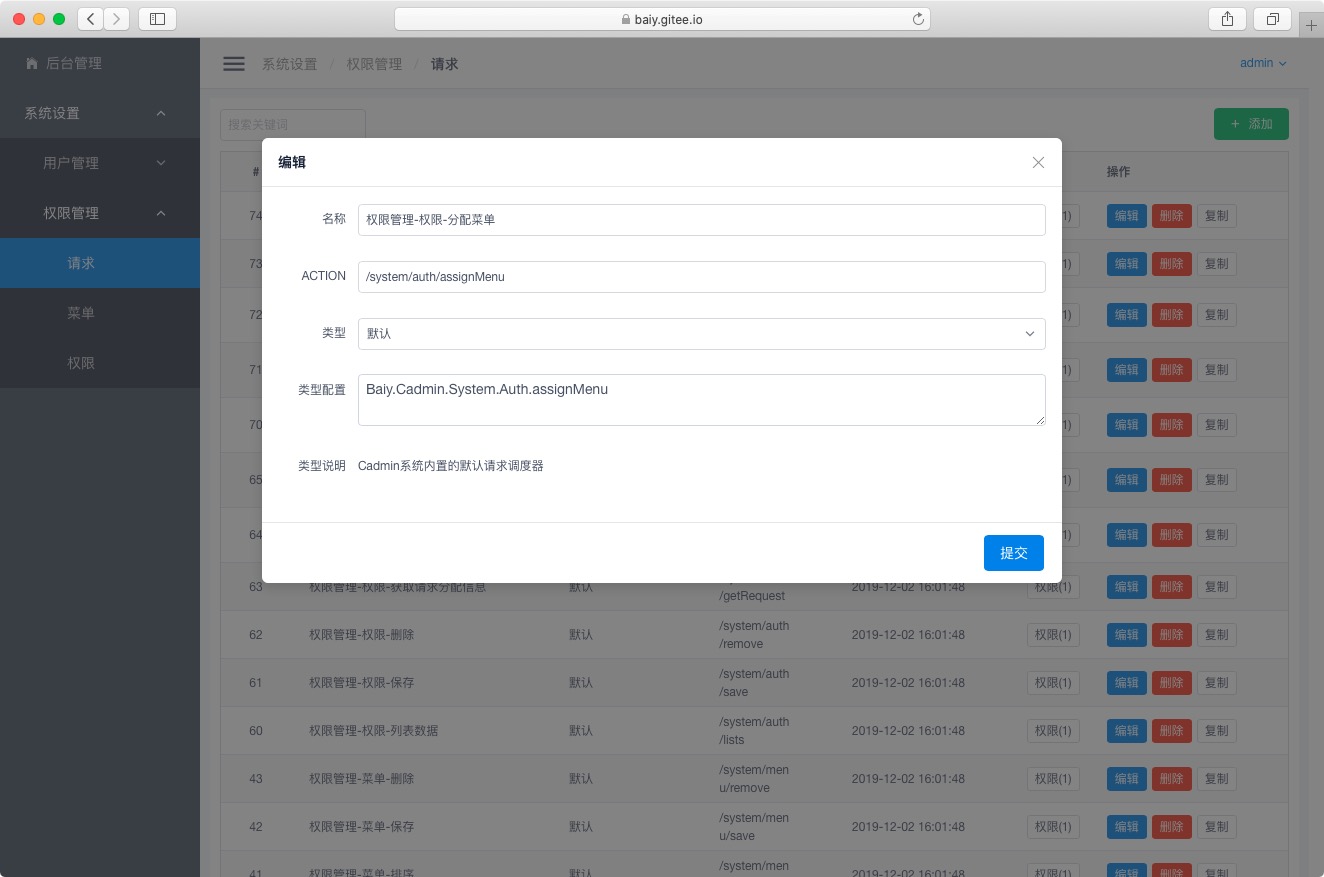 baiy.gitee.io
后台管理
系统设置 / 权限管理 / 请求
admin
系统设置
用户管理
权限管理
请求
菜单
权限
搜索关键词
+ 添加
# 操作
74 1) 编辑 删除 复制
73 1) 编辑 删除 复制
72 1) 编辑 删除 复制
71 1) 编辑 删除 复制
70 1) 编辑 删除 复制
65 1) 编辑 删除 复制
64 1) 编辑 删除 复制
编辑
名称 权限管理-权限-分配菜单
ACTION /system/auth/assignMenu
类型 默认
类型配置 Baiy.Cadmin.System.Auth.assignMenu
类型说明 Cadmin系统内置的默认请求调度器
提交
63 权限管理-权限-获取请求分配信息 默认 2019-12-02 16:01:48 权限(1) 编辑 删除 复制
/getRequest
/system/auth
62 权限管理-权限-删除 默认 2019-12-02 16:01:48 权限(1) 编辑 删除 复制
/remove
/system/auth
61 权限管理-权限-保存 默认 2019-12-02 16:01:48 权限(1) 编辑 删除 复制
/save
/system/auth
60 权限管理-权限-列表数据 默认 2019-12-02 16:01:48 权限(1) 编辑 删除 复制
/lists
/system/men
43 权限管理-菜单-删除 默认 2019-12-02 16:01:48 权限(1) 编辑 删除 复制
u/remove
/system/men
42 权限管理-菜单-保存 默认 2019-12-02 16:01:48 权限(1) 编辑 删除 复制
u/save
/system/men
41 权限管理-菜单-排序 默认 2019-12-02 16:01:48 权限(1) 编辑 删除 复制